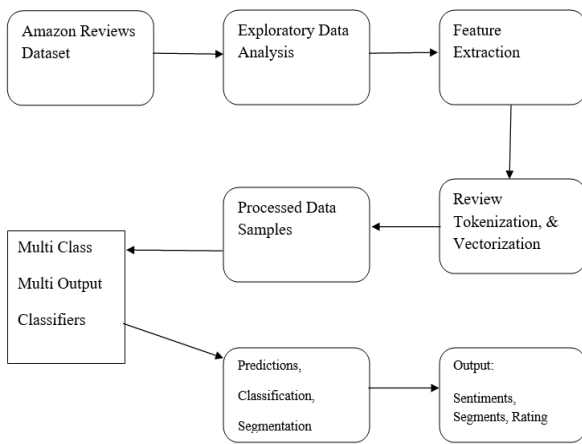 Amazon Reviews
Dataset
Exploratory Data
Analysis
Feature
Extraction
Review
Tokenization, &
Vectorization
Processed Data
Samples
Multi Class
Multi Output
Classifiers
Predictions,
Classification,
Segmentation
Output:
Sentiments,
Segments, Rating